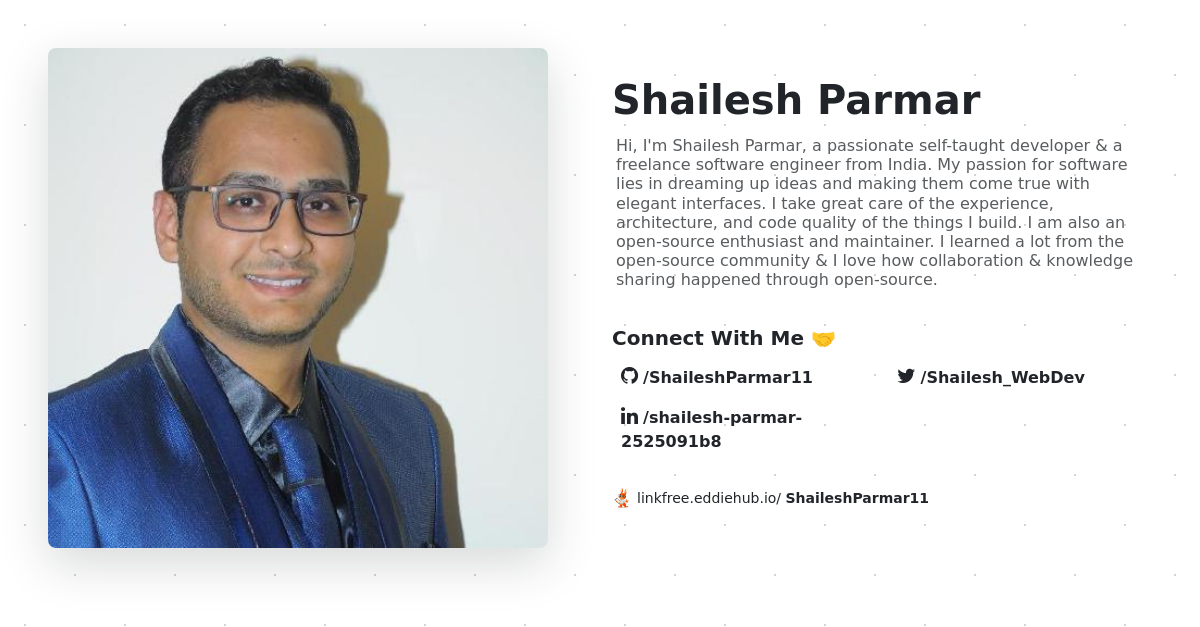 Shailesh Parmar
Hi, I'm Shailesh Parmar, a passionate self-taught developer & a
freelance software engineer from India. My passion for software
lies in dreaming up ideas and making them come true with
elegant interfaces. I take great care of the experience,
architecture, and code quality of the things I build. I am also an
open-source enthusiast and maintainer. I learned a lot from the
open-source community & I love how collaboration & knowledge
sharing happened through open-source.
Connect With Me 🤝
/ShaileshParmar11
/Shailesh_WebDev
/shailesh-parmar-
2525091b8
linkfree.eddiehub.io/ ShaileshParmar11